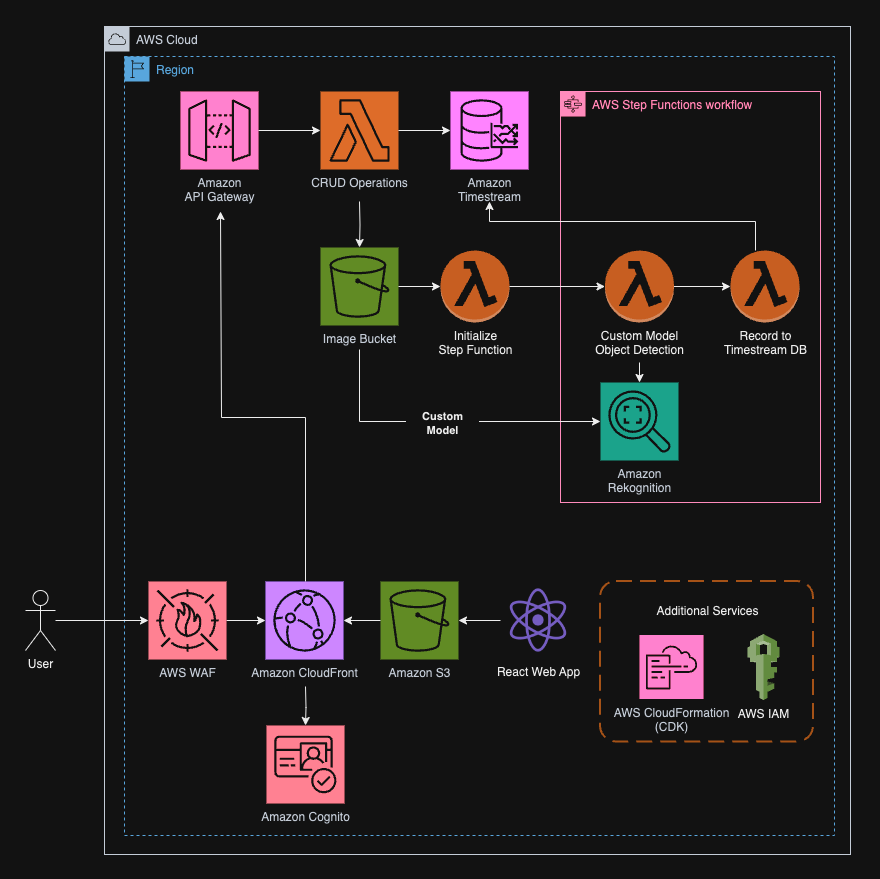 AWS Cloud
Region
AWS Step Functions workflow
</>
Amazon
API Gateway
CRUD Operations
Amazon
Timestream
Image Bucket
Initialize
Step Function
Custom Model
Object Detection
Record to
Timestream DB
Custom
Model
Amazon
Rekognition
User
AWS WAF
Amazon CloudFront
Amazon S3
React Web App
Additional Services
AWS CloudFormation
(CDK)
AWS IAM
Amazon Cognito